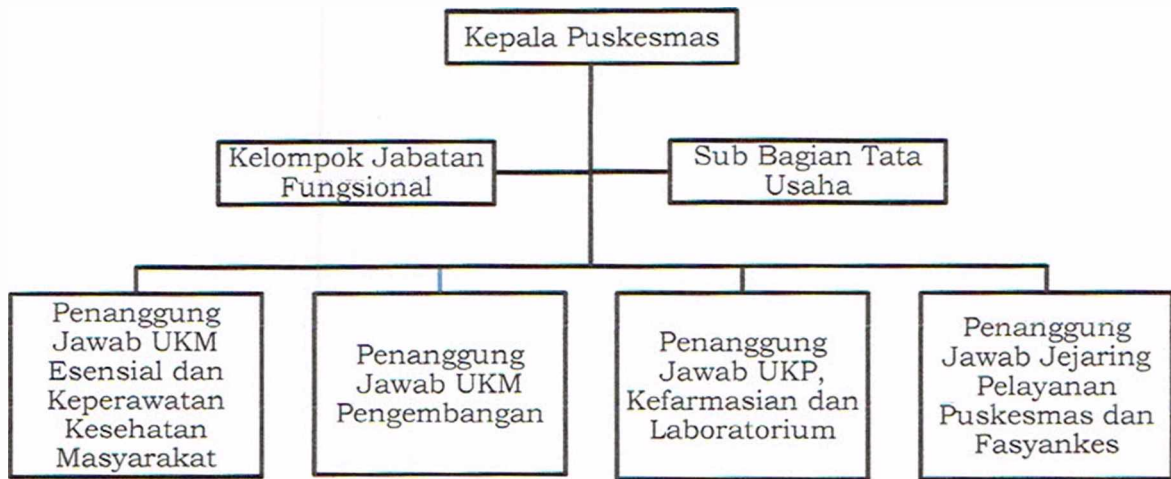 Kepala Puskesmas
Kelompok Jabatan
Fungsional
Sub Bagian Tata
Usaha
Penanggung
Jawab UKM
Esensial dan
Keperawatan
Kesehatan
Masyarakat
Penanggung
Jawab UKM
Pengembangan
Penanggung
Jawab UKP,
Kefarmasian dan
Laboratorium
Penanggung
Jawab Jejaring
Pelayanan
Puskesmas dan
Fasyankes